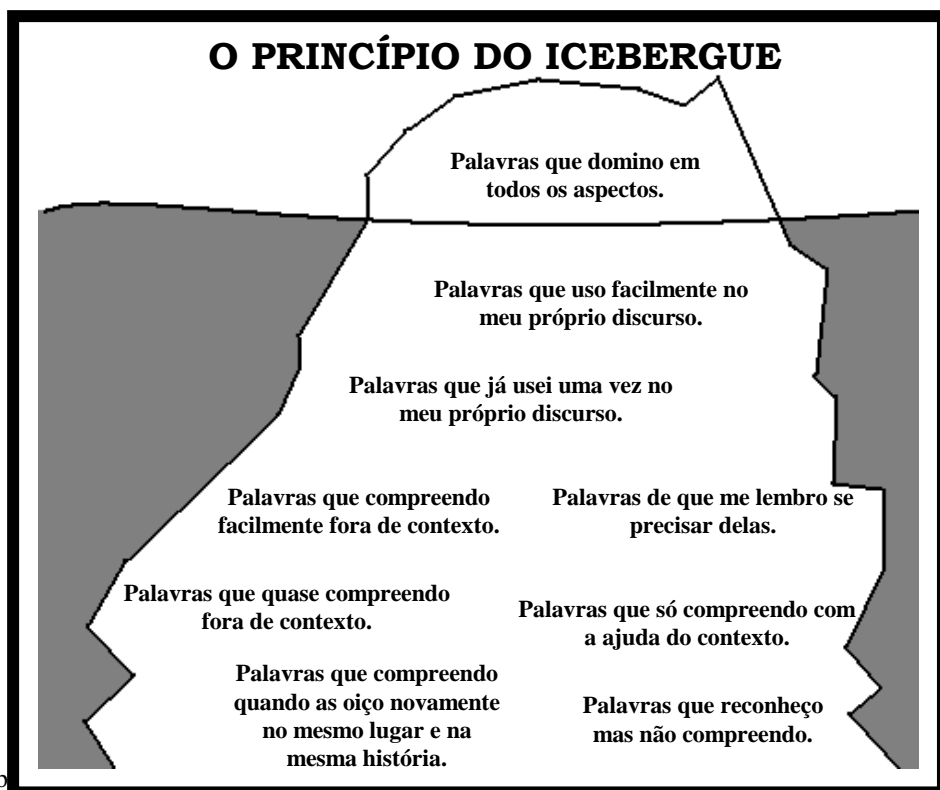 O PRINCÍPIO DO ICEBERGUE
Palavras que domino em
todos os aspectos.
Palavras que uso facilmente no
meu próprio discurso.
Palavras que já usei uma vez no
meu próprio discurso.
Palavras que compreendo
facilmente fora de contexto.
Palavras de que me lembro se
precisar delas.
Palavras que quase compreendo
fora de contexto.
Palavras que só compreendo com
a ajuda do contexto.
Palavras que compreendo
quando as oiço novamente
no mesmo lugar e na
mesma história.
Palavras que reconheço
mas não compreendo.